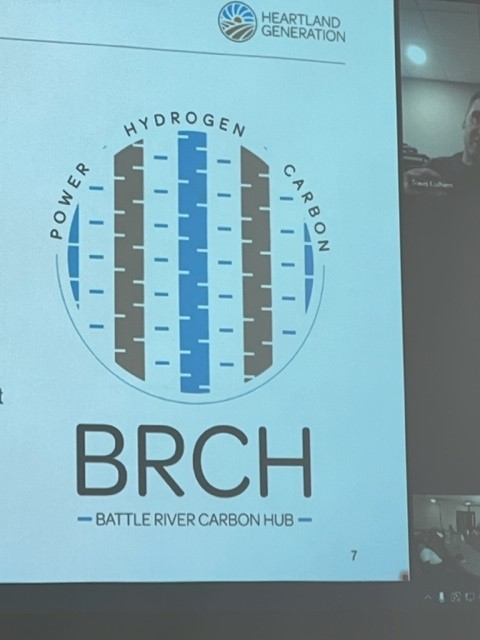 HEARTLAND
GENERATION
POWER HYDROGEN CARBON
BRCH
BATTLE RIVER CARBON HUB
7